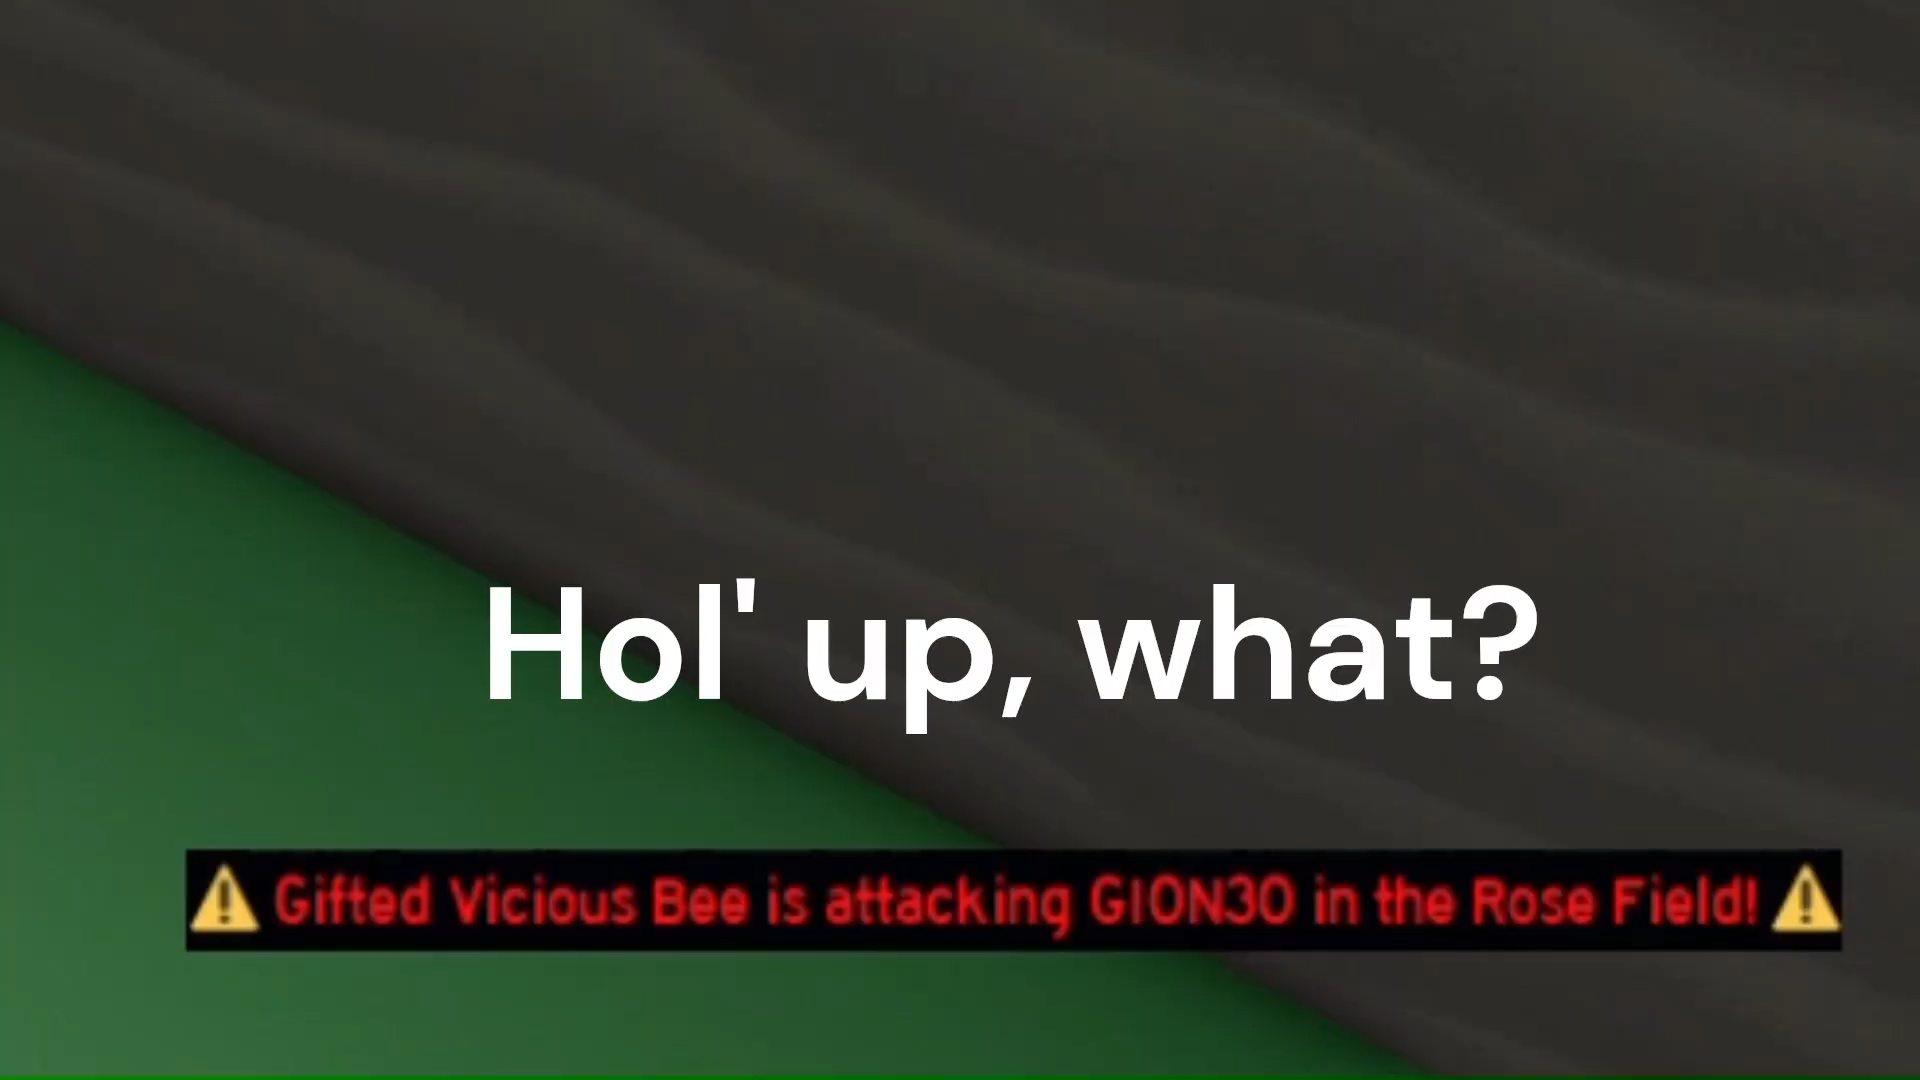 Hol' up, what?
⚠ Gifted Vicious Bee is attacking GION30 in the Rose Field! ⚠